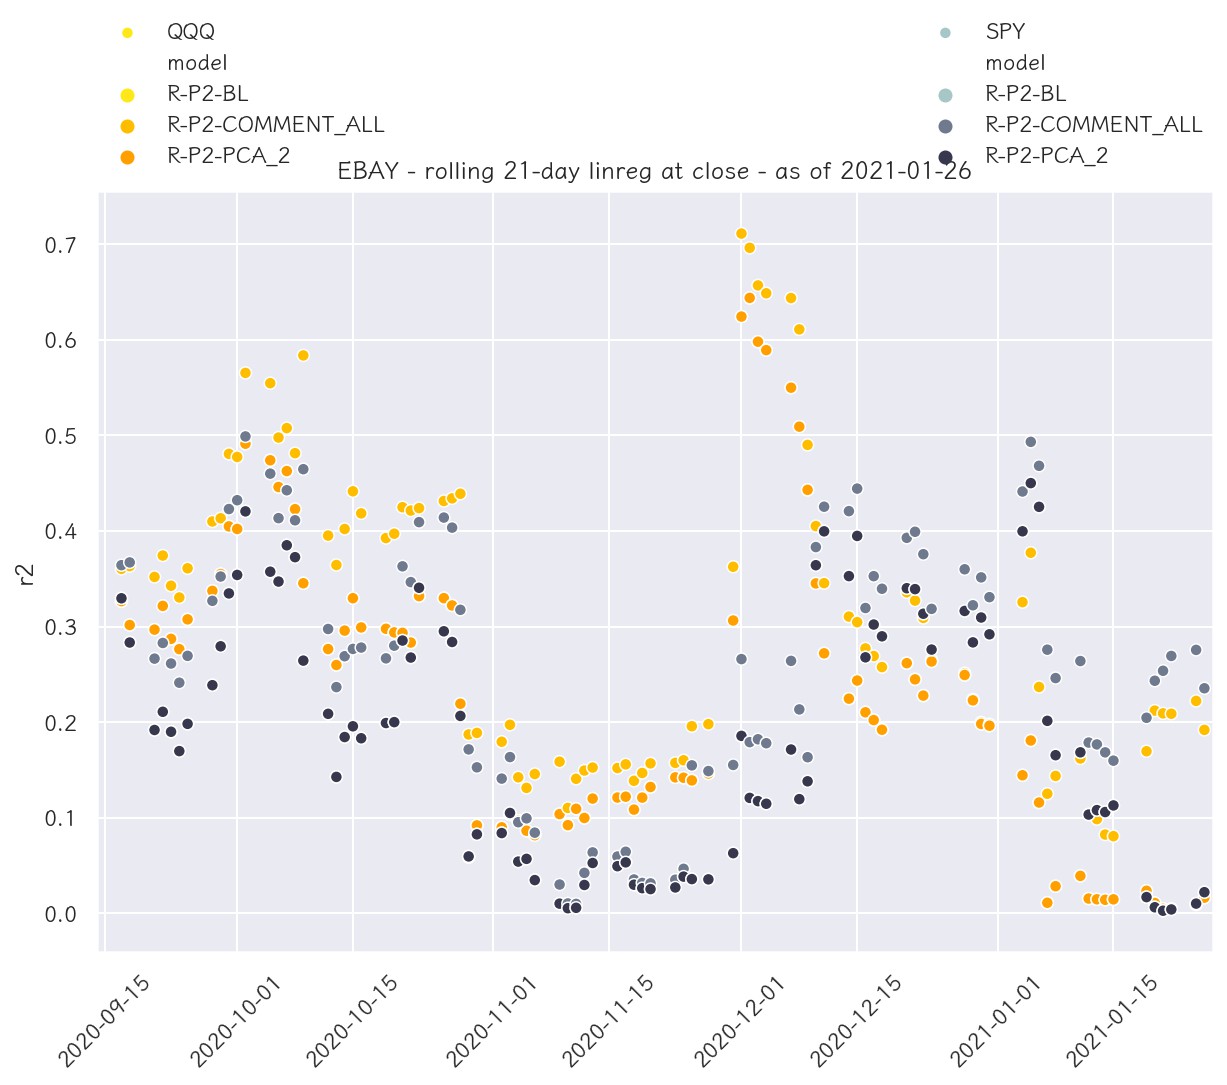 QQQ
model
R-P2-BL
R-P2-COMMENT_ALL
R-P2-PCA_2
SPY
model
R-P2-BL
R-P2-COMMENT_ALL
R-P2-PCA_2
EBAY - rolling 21-day linreg at close - as of 2021-01-26
r2
0.7
0.6
0.5
0.4
0.3
0.2
0.1
0.0
2020-09-15
2020-10-01
2020-10-15
2020-11-01
2020-11-15
2020-12-01
2020-12-15
2021-01-01
2021-01-15